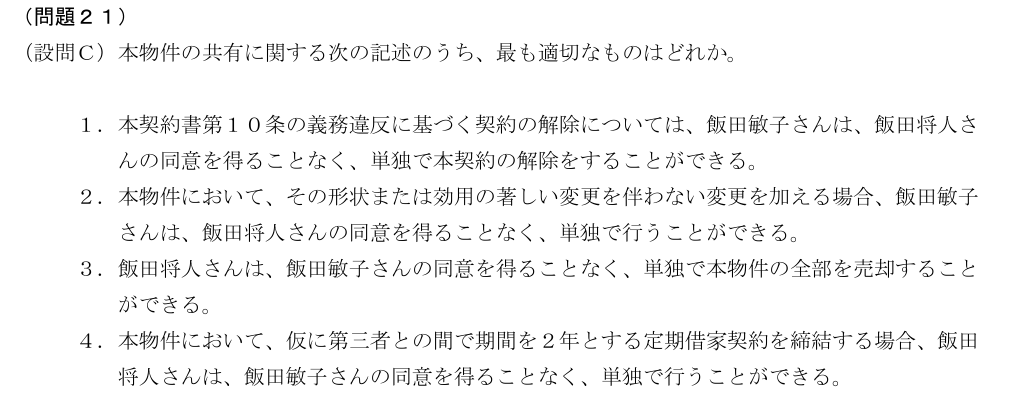 （問題２１）
（設問Ｃ）本物件の共有に関する次の記述のうち、最も適切なものはどれか。
１．本契約書第１０条の義務違反に基づく契約の解除については、飯田敏子さんは、飯田将人さ
んの同意を得ることなく、単独で本契約の解除をすることができる。
２．本物件において、その形状または効用の著しい変更を伴わない変更を加える場合、飯田敏子
さんは、飯田将人さんの同意を得ることなく、単独で行うことができる。
３．飯田将人さんは、飯田敏子さんの同意を得ることなく、単独で本物件の全部を売却すること
ができる。
４．本物件において、仮に第三者との間で期間を２年とする定期借家契約を締結する場合、飯田
将人さんは、飯田敏子さんの同意を得ることなく、単独で行うことができる。